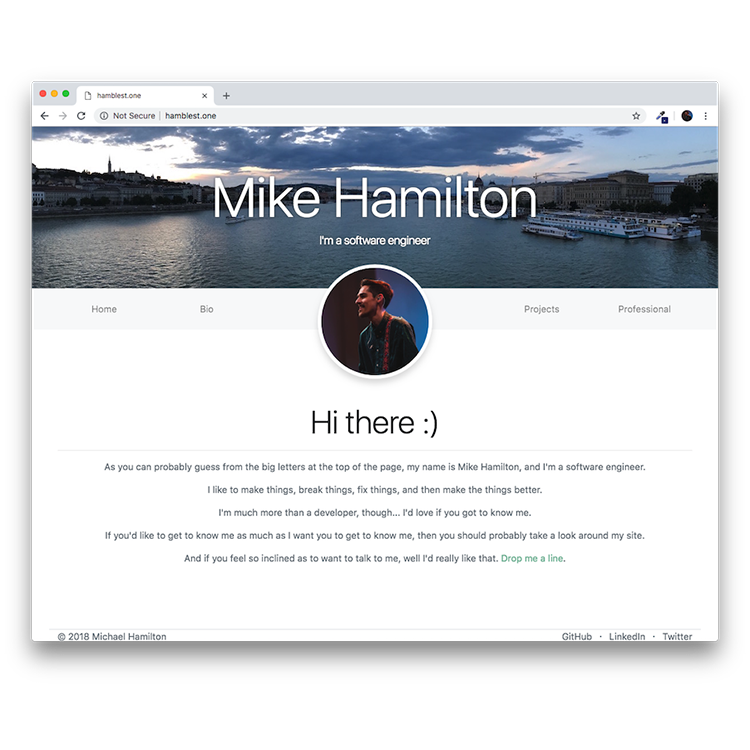 hamblest.one
Not Secure | hamblest.one
Mike Hamilton
I'm a software engineer
Home Bio Projects Professional
Hi there :)
As you can probably guess from the big letters at the top of the page, my name is Mike Hamilton, and I'm a software engineer.
I like to make things, break things, fix things, and then make the things better.
I'm much more than a developer, though... I'd love if you got to know me.
If you'd like to get to know me as much as I want you to get to know me, then you should probably take a look around my site.
And if you feel so inclined as to want to talk to me, well I'd really like that. Drop me a line.
© 2018 Michael Hamilton GitHub · LinkedIn · Twitter